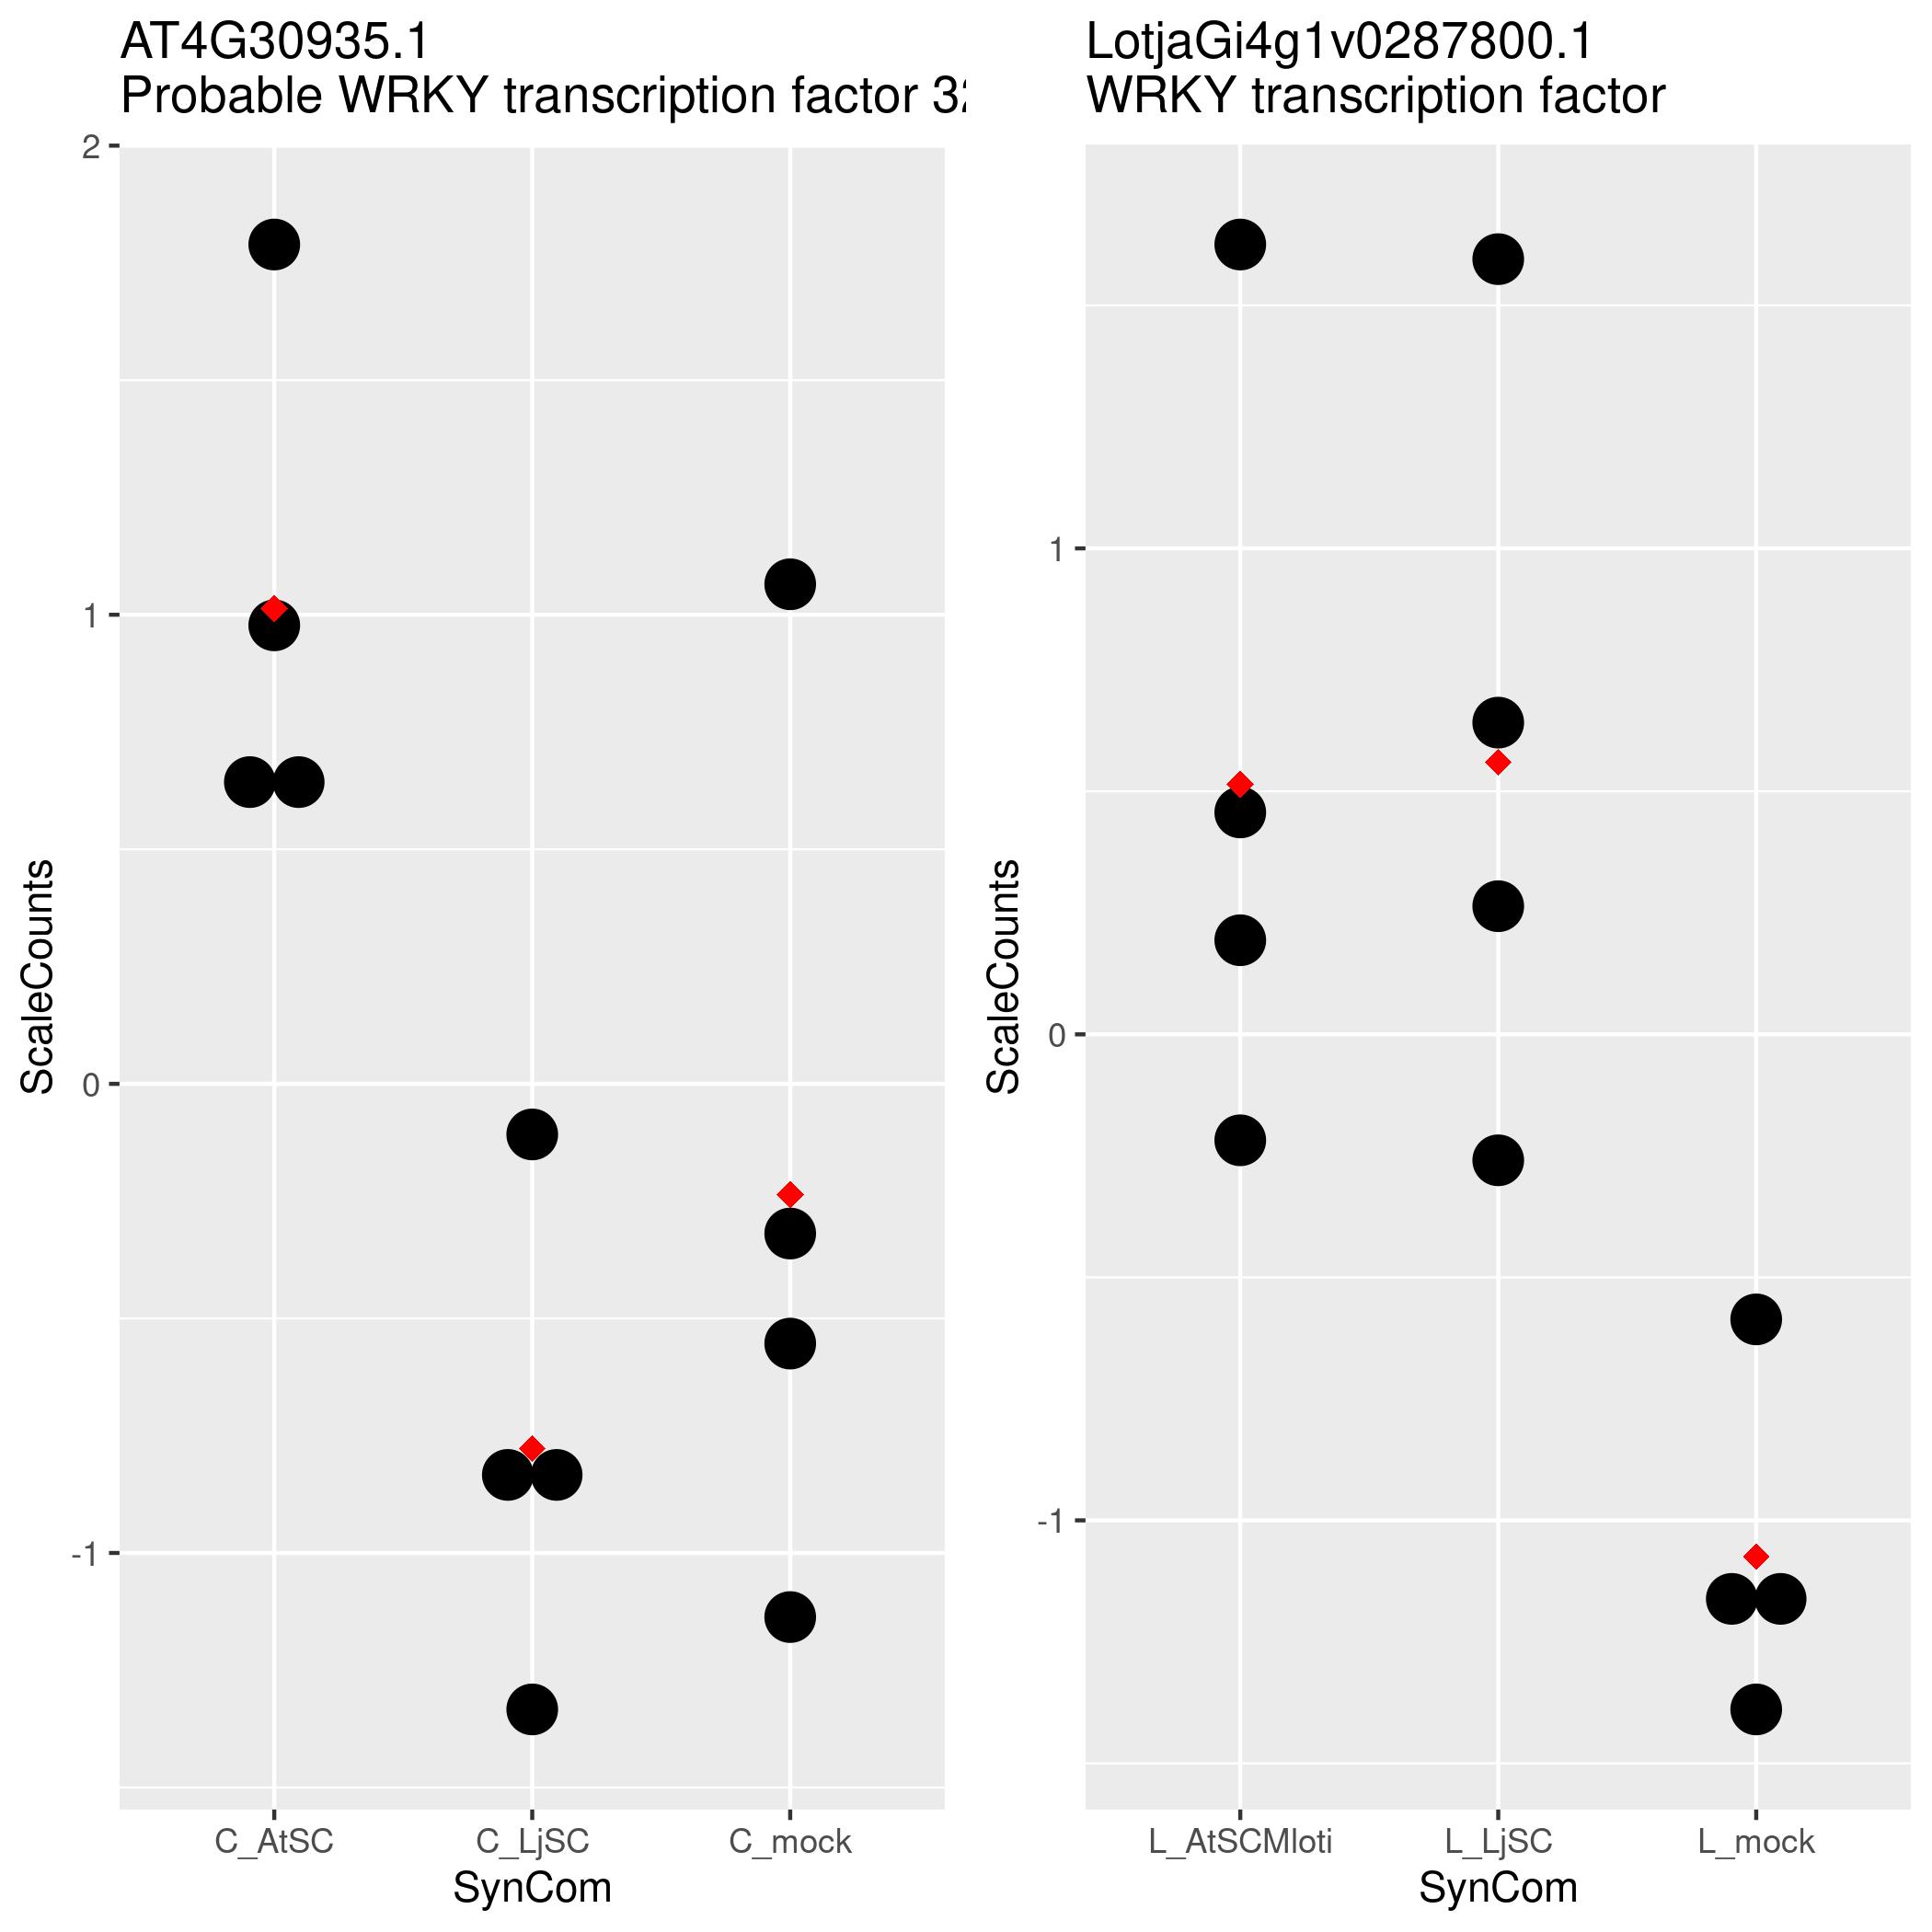 AT4G30935.1
Probable WRKY transcription factor 3
2
1
0
-1
ScaleCounts
C_AtSC
C_LjSC
C_mock
SynCom
LotjaGi4g1v0287800.1
WRKY transcription factor
1
0
-1
ScaleCounts
L_AtSCMloti
L_LjSC
L_mock
SynCom